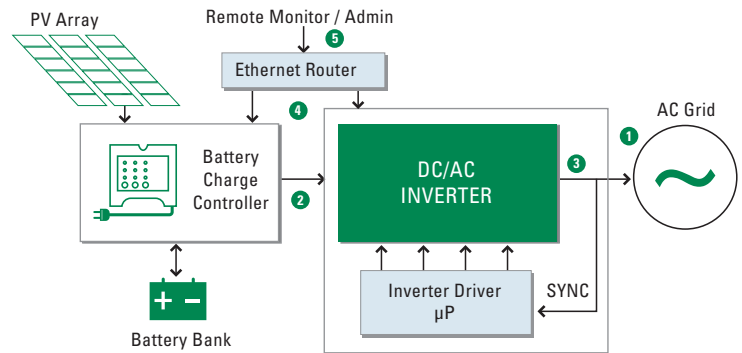 PV Array
Remote Monitor / Admin
5
Ethernet Router
4
1
AC Grid
Battery
Charge
Controller
2
DC/AC
INVERTER
3
Inverter Driver
µP
SYNC
Battery Bank